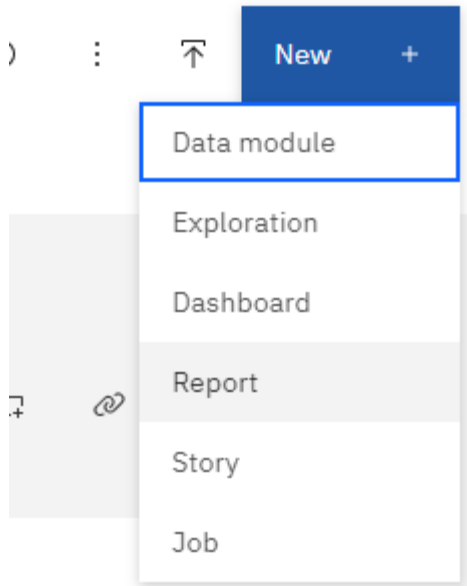 New +
Data module
Exploration
Dashboard
Report
Story
Job